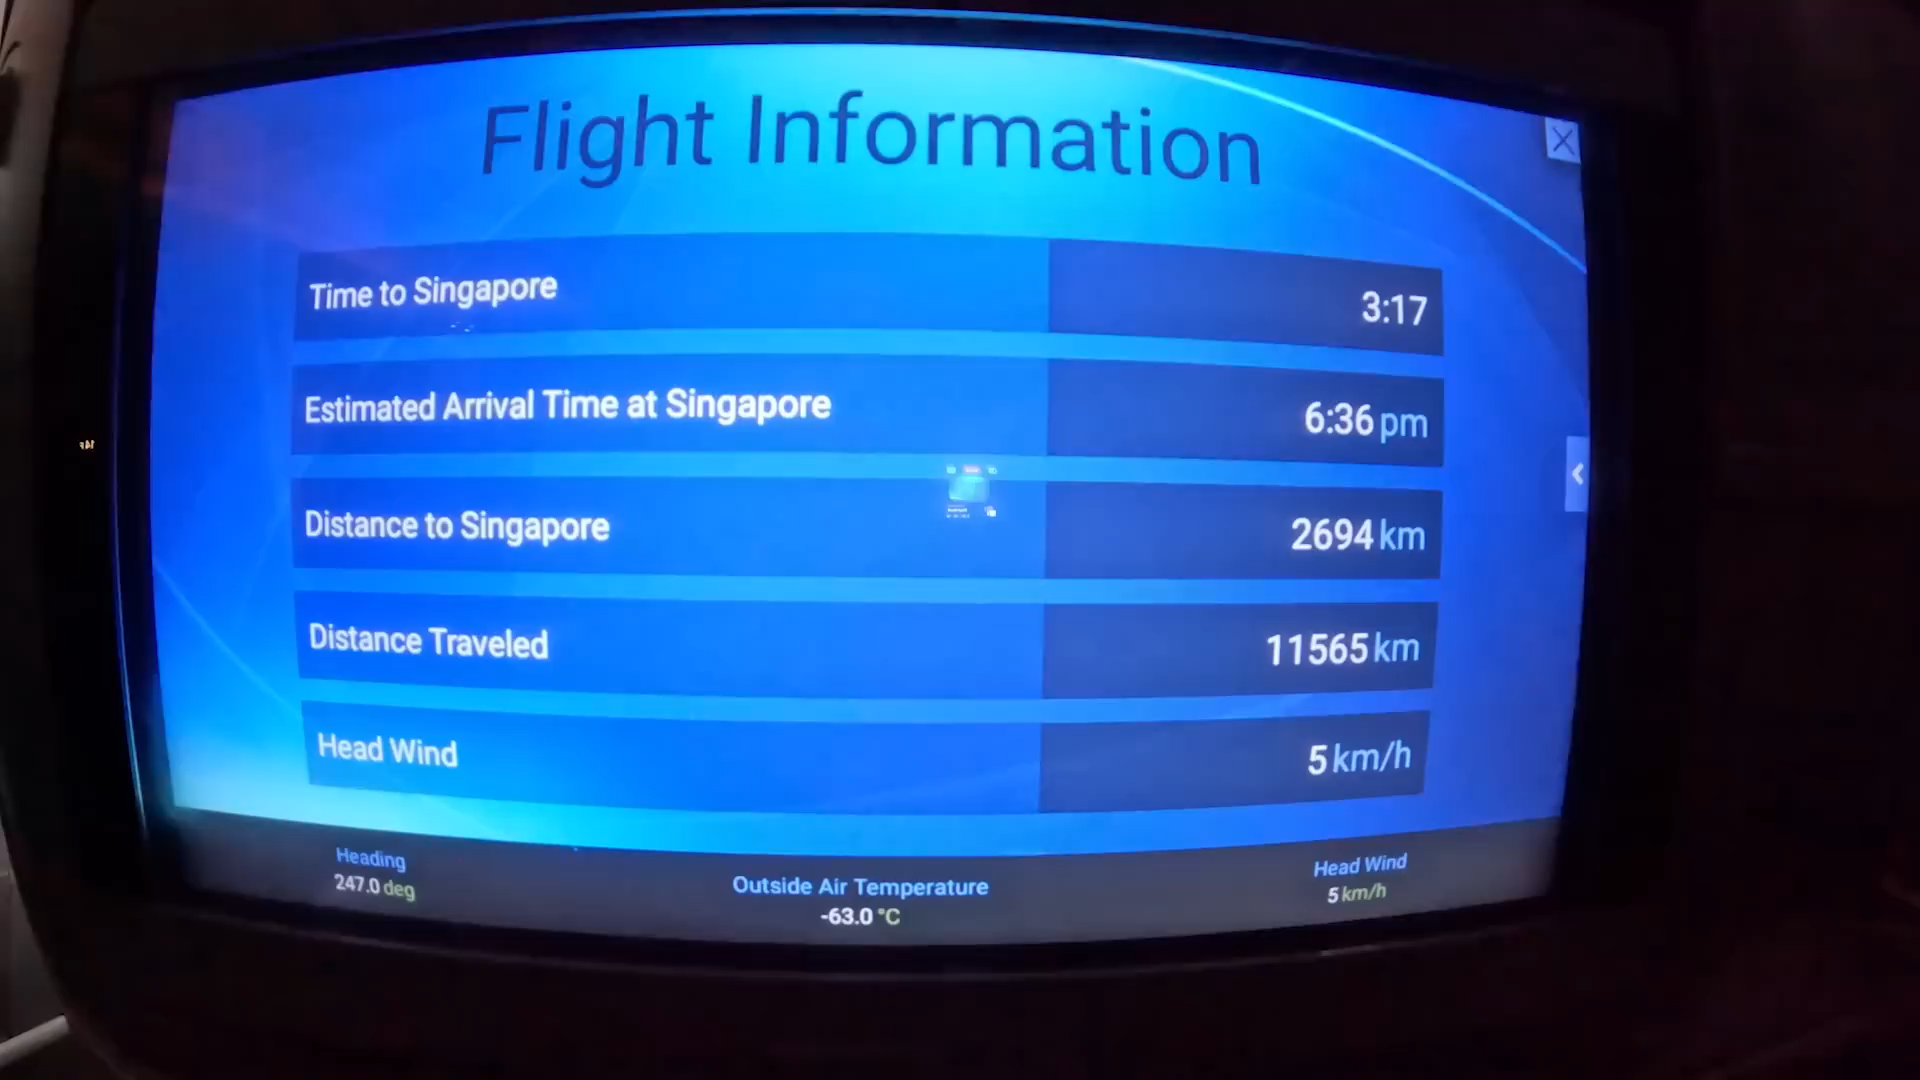 Flight Information
Time to Singapore 3:17
Estimated Arrival Time at Singapore 6:36 pm
Distance to Singapore 2694 km
Distance Traveled 11565 km
Head Wind 5 km/h
Heading
247.0 deg
Outside Air Temperature
-63.0 °C
Head Wind
5 km/h